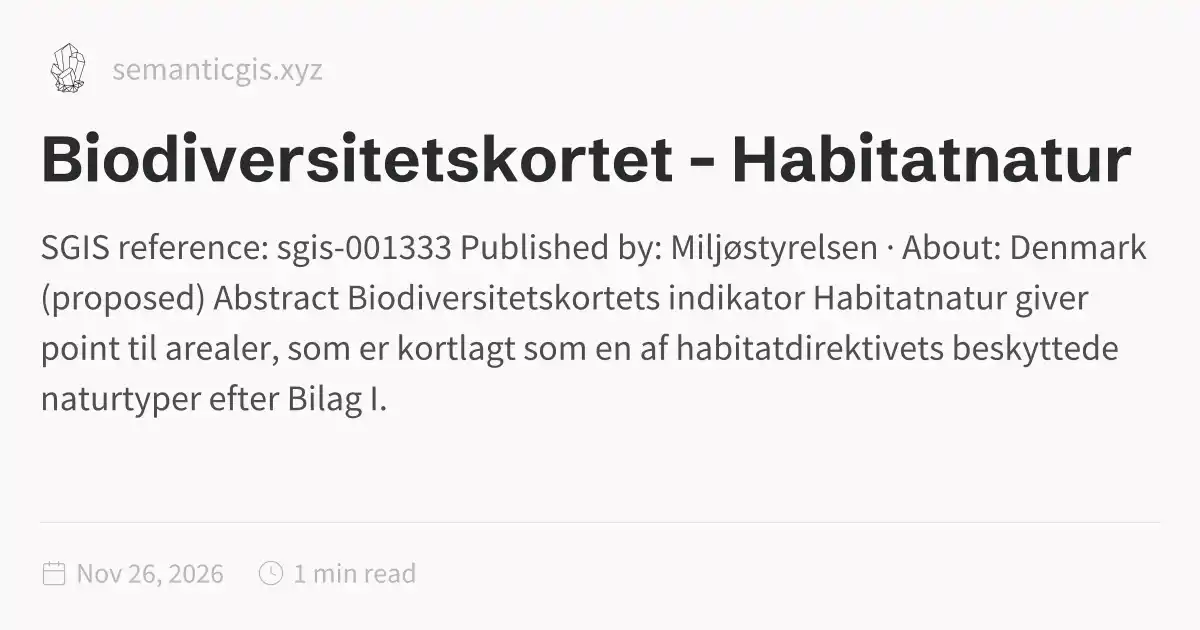 semanticgis.xyz
Biodiversitetskortet - Habitatnatur
SGIS reference: sgis-001333 Published by: Miljøstyrelsen · About: Denmark
(proposed) Abstract Biodiversitetskortets indikator Habitatnatur giver
point til arealer, som er kortlagt som en af habitatdirektivets beskyttede
naturtyper efter Bilag I.
Nov 26, 2026 1 min read